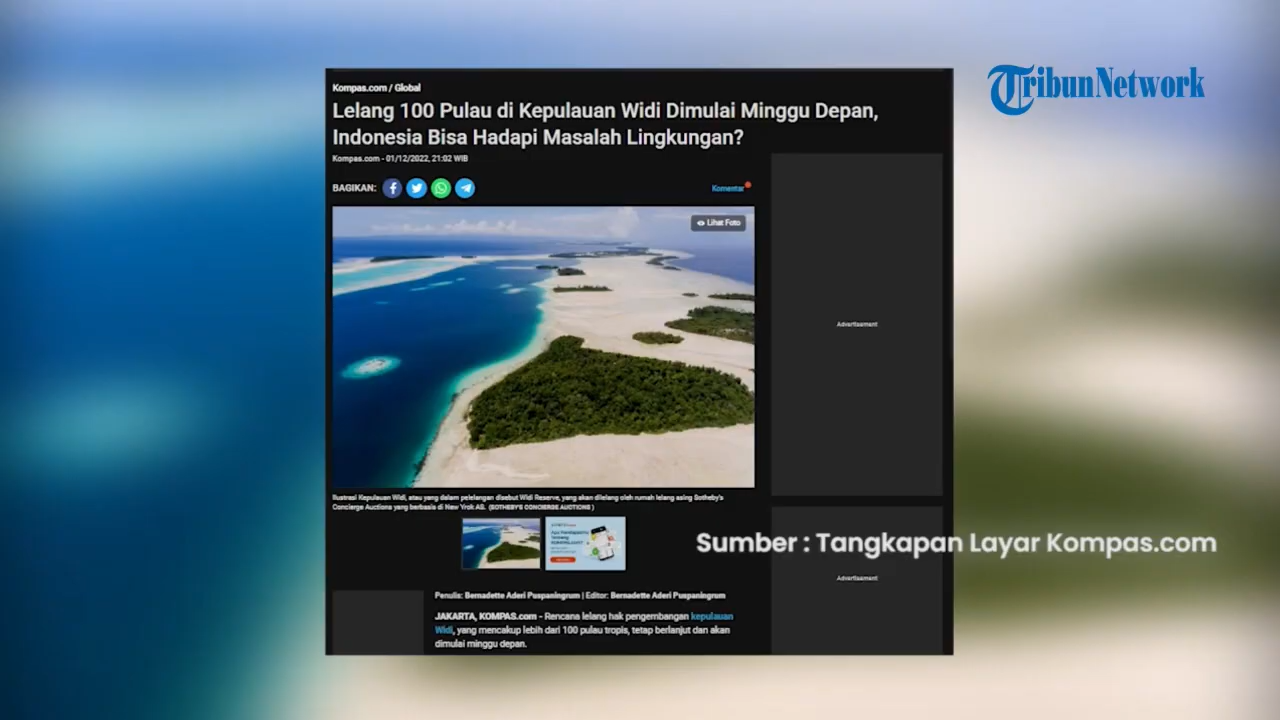 TribunNetwork
Kompas.com / Global
Lelang 100 Pulau di Kepulauan Widi Dimulai Minggu Depan,
Indonesia Bisa Hadapi Masalah Lingkungan?
Kompas.com - 01/12/2022, 21:02 WIB
BAGIKAN:
Komentar
Lihat Foto
Advertisement
Ilustrasi Kepulauan Widi, atau yang dalam pelelangan disebut Widi Reserve, yang akan dilelang oleh rumah lelang asing Sotheby's
Concierge Auctions yang berbasis di New Yrok AS. (SOTHEBY'S CONCIERGE AUCTIONS )
Sumber : Tangkapan Layar Kompas.com
Advertisement
Penulis: Bernadette Aderi Puspaningrum | Editor: Bernadette Aderi Puspaningrum
JAKARTA, KOMPAS.com - Rencana lelang hak pengembangan kepulauan
Widi, yang mencakup lebih dari 100 pulau tropis, tetap berlanjut dan akan
dimulai minggu depan.